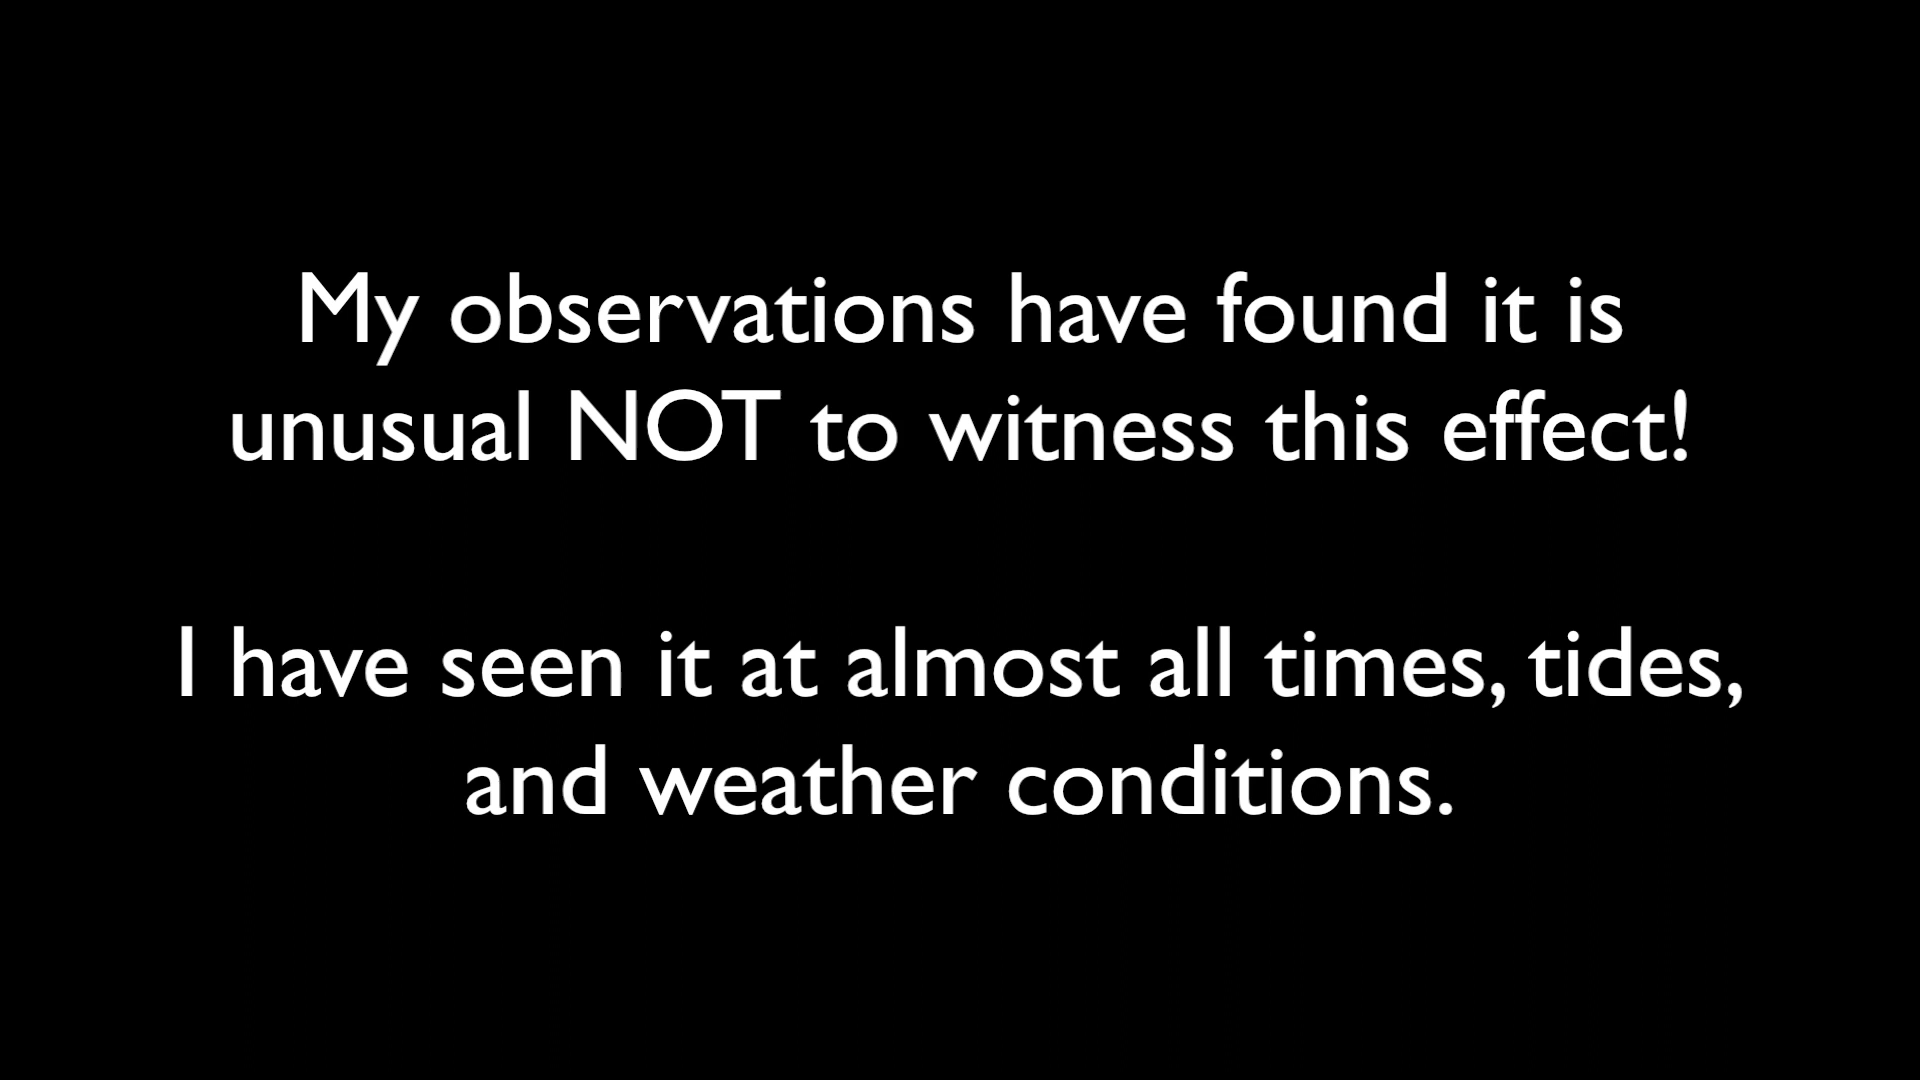 My observations have found it is
unusual NOT to witness this effect!
I have seen it at almost all times, tides,
and weather conditions.